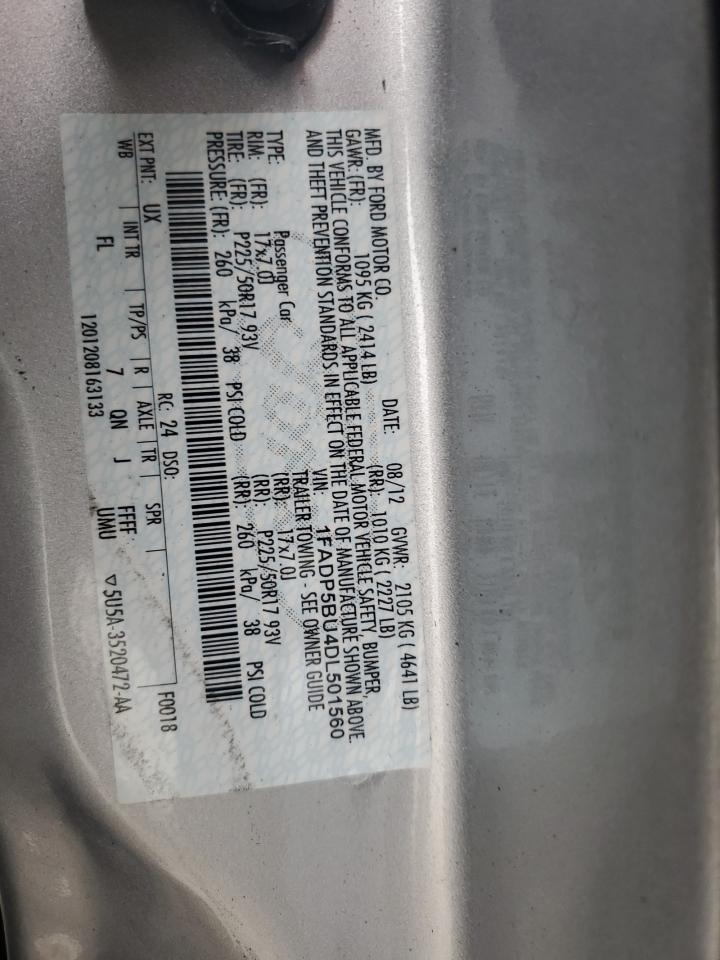 MFD. BY FORD MOTOR CO.
DATE: 08/12 GVWR: 2105 KG ( 4641 LB)
GAWR: (FR): 1095 KG ( 2414 LB) (RR): 1010 KG ( 2227 LB)
THIS VEHICLE CONFORMS TO ALL APPLICABLE FEDERAL MOTOR VEHICLE SAFETY, BUMPER,
AND THEFT PREVENTION STANDARDS IN EFFECT ON THE DATE OF MANUFACTURE SHOWN ABOVE.
VIN: 1FADP5BU4DL501560
TYPE: Passenger Car TRAILER TOWING - SEE OWNER GUIDE
RIM: (FR): 17x7.0J (RR): 17x7.0J
TIRE: (FR): P225/50R17 93V (RR): P225/50R17 93V
PRESSURE: (FR): 260 kPa/ 38 PSI COLD (RR): 260 kPa/ 38 PSI COLD
EXT PNT: UX RC: 24 DSO: F0018
WB INT TR TP/PS R AXLE TR SPR
FL 7 QN J FFFF
1201208163133 UMU ▽5U5A-3520472-AA